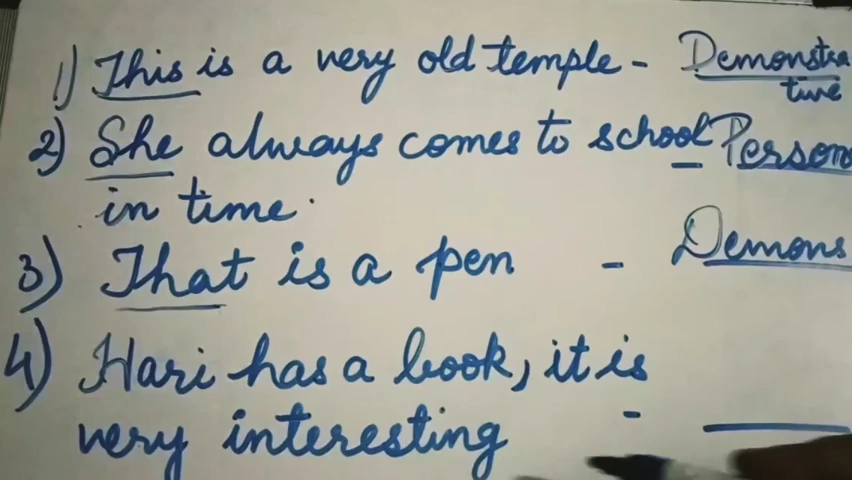 1) This is a very old temple - Demonstra
tive
2) She always comes to school - Person
in time.
3) That is a pen - Demons
4) Hari has a book, it is
very interesting -